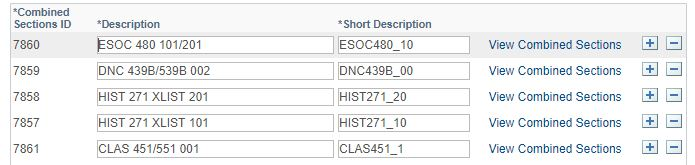 *Combined
Sections ID *Description *Short Description
7860 ESOC 480 101/201 ESOC480_10 View Combined Sections
7859 DNC 439B/539B 002 DNC439B_00 View Combined Sections
7858 HIST 271 XLIST 201 HIST271_20 View Combined Sections
7857 HIST 271 XLIST 101 HIST271_10 View Combined Sections
7861 CLAS 451/551 001 CLAS451_1 View Combined Sections